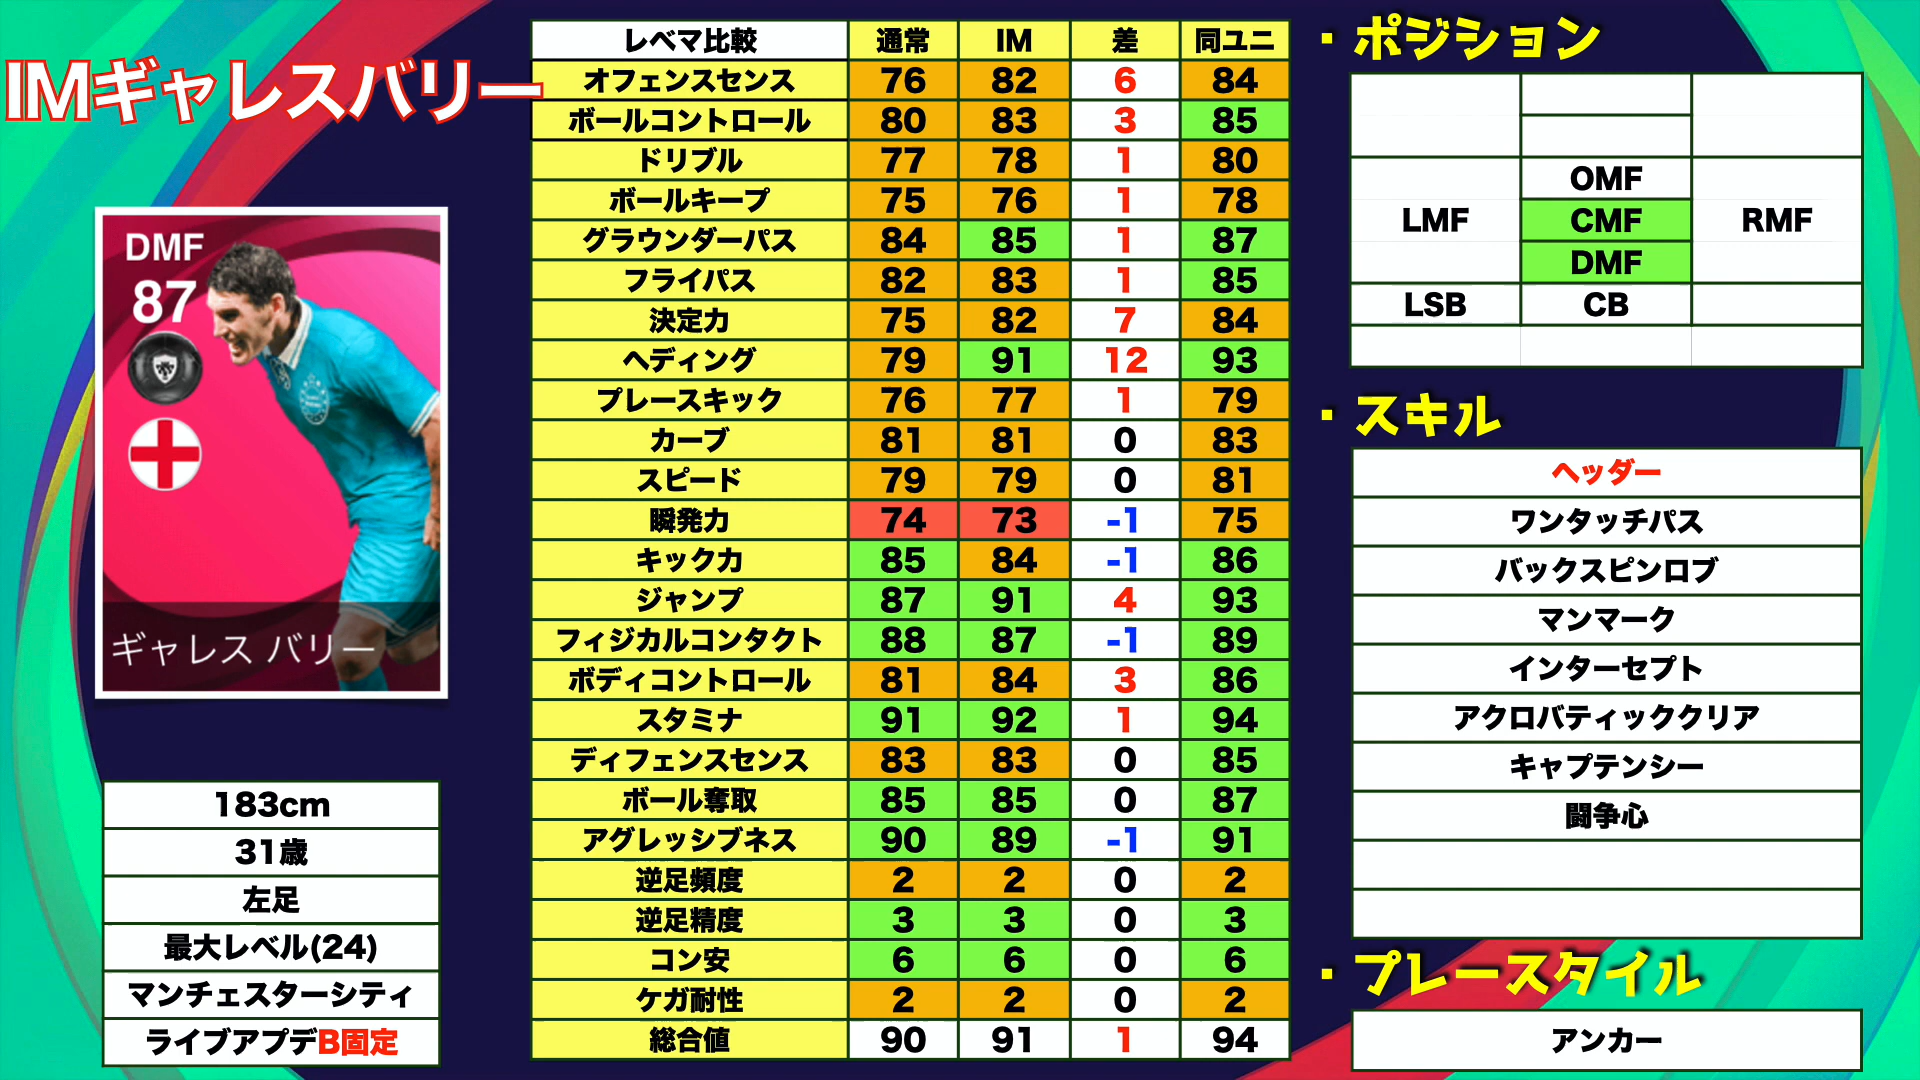 IMギャレスバリー
DMF
87
ギャレス バリー
183cm
31歳
左足
最大レベル(24)
マンチェスターシティ
ライブアプデB固定
レベマ比較 通常 IM 差 同ユニ
オフェンスセンス 76 82 6 84
ボールコントロール 80 83 3 85
ドリブル 77 78 1 80
ボールキープ 75 76 1 78
グラウンダーパス 84 85 1 87
フライパス 82 83 1 85
決定力 75 82 7 84
ヘディング 79 91 12 93
プレースキック 76 77 1 79
カーブ 81 81 0 83
スピード 79 79 0 81
瞬発力 74 73 -1 75
キック力 85 84 -1 86
ジャンプ 87 91 4 93
フィジカルコンタクト 88 87 -1 89
ボディコントロール 81 84 3 86
スタミナ 91 92 1 94
ディフェンスセンス 83 83 0 85
ボール奪取 85 85 0 87
アグレッシブネス 90 89 -1 91
逆足頻度 2 2 0 2
逆足精度 3 3 0 3
コン安 6 6 0 6
ケガ耐性 2 2 0 2
総合値 90 91 1 94
・ポジション
OMF
LMF CMF RMF
DMF
LSB CB
・スキル
ヘッダー
ワンタッチパス
バックスピンロブ
マンマーク
インターセプト
アクロバティッククリア
キャプテンシー
闘争心
・プレースタイル
アンカー